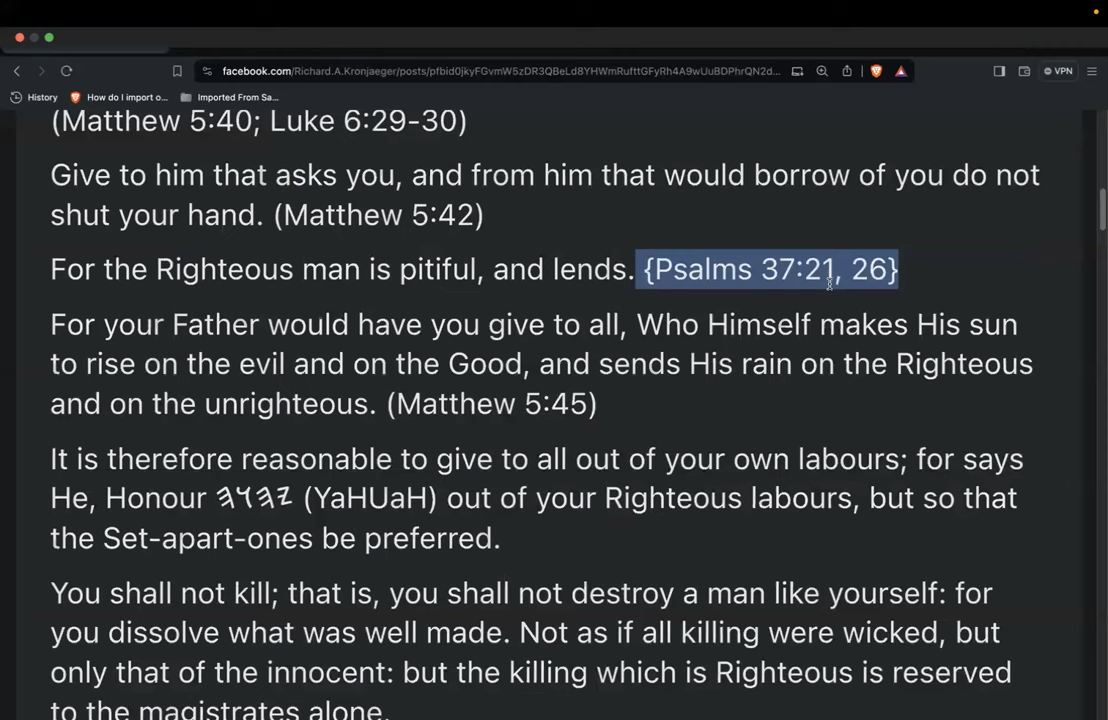 facebook.com/Richard.A.Kronjaeger/posts/pfbid0jkyFGvmW5zDR3QBeLd8YHWmRufttGFyRh4A9wUuBDPhrQN2d...
VPN
History
How do I import o...
Imported From Sa...
(Matthew 5:40; Luke 6:29-30)
Give to him that asks you, and from him that would borrow of you do not
shut your hand. (Matthew 5:42)
For the Righteous man is pitiful, and lends. {Psalms 37:21, 26}
For your Father would have you give to all, Who Himself makes His sun
to rise on the evil and on the Good, and sends His rain on the Righteous
and on the unrighteous. (Matthew 5:45)
It is therefore reasonable to give to all out of your own labours; for says
He, Honour 𐤉𐤄𐤅𐤄 (YaHUaH) out of your Righteous labours, but so that
the Set-apart-ones be preferred.
You shall not kill; that is, you shall not destroy a man like yourself: for
you dissolve what was well made. Not as if all killing were wicked, but
only that of the innocent: but the killing which is Righteous is reserved
to the magistrates alone.